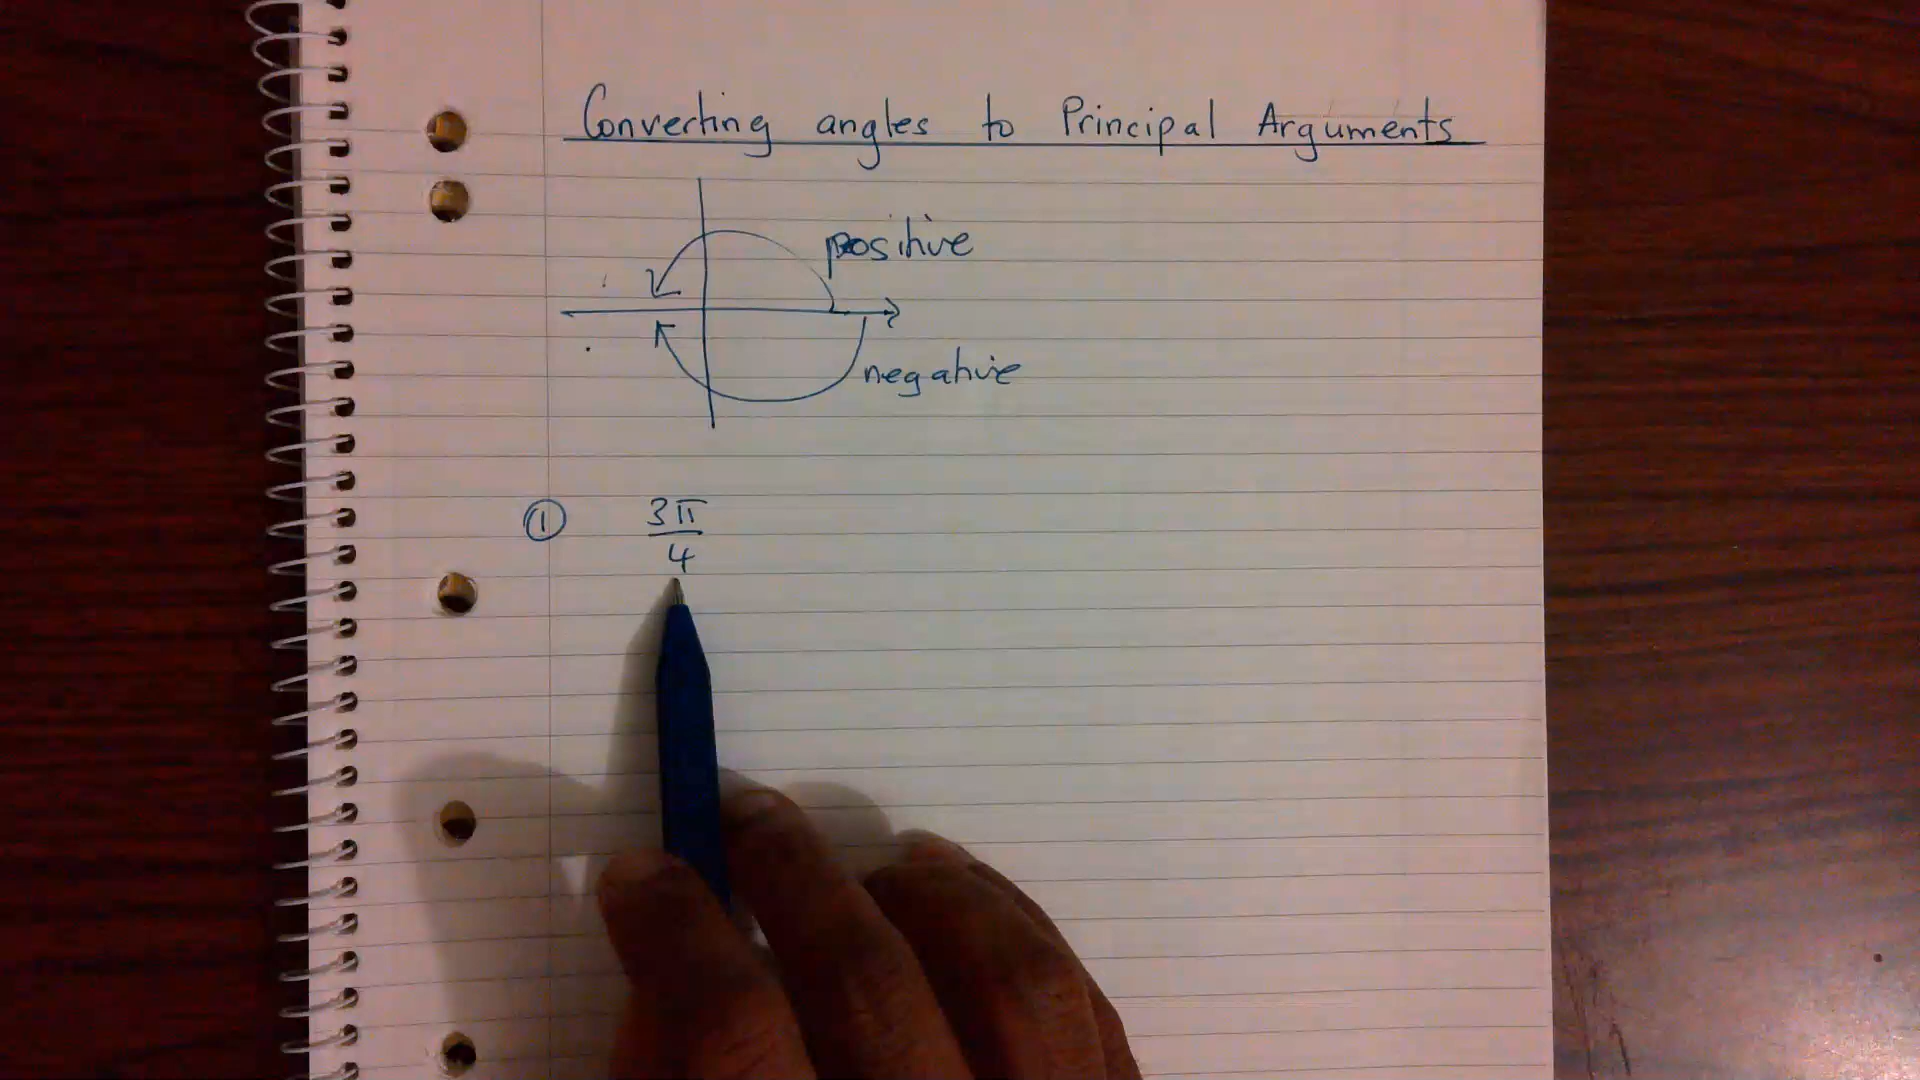 Converting angles to Principal Arguments
positive
negative
① 3π
4